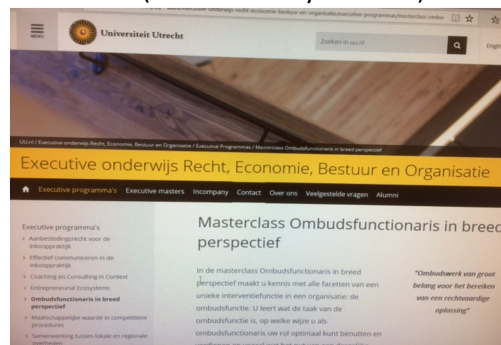 MENU
Universiteit Utrecht
Zoeken in uu.nl
UU.nl / Executive onderwijs Recht, Economie, Bestuur en Organisatie / Executive Programmas / Masterclass Ombudsfunctionaris in breed perspectief
Executive onderwijs Recht, Economie, Bestuur en Organisatie
Executive programma's Executive masters Incompany Contact Over ons Veelgestelde vragen Alumni
Executive programma's
Aanbestedingsrecht voor de
inkooppraktijk
Effectief communiceren in de
inkooppraktijk
Coaching en Consulting in Context
Entrepreneurial Ecosystems
Ombudsfunctionaris in breed
perspectief
Maatschappelijke waarde in competitieve
procedures
Samenwerking tussen lokale en regionale
overheden
Masterclass Ombudsfunctionaris in breed
perspectief
In de masterclass Ombudsfunctionaris in breed
perspectief maakt u kennis met alle facetten van een
unieke interventiefunctie in een organisatie: de
ombudsfunctie. U leert wat de taak van de
ombudsfunctie is, op welke wijze u als
ombudsfunctionaris uw rol optimaal kunt benutten en
"Ombudswerk van groot
belang voor het bereiken
van een rechtvaardige
oplossing"